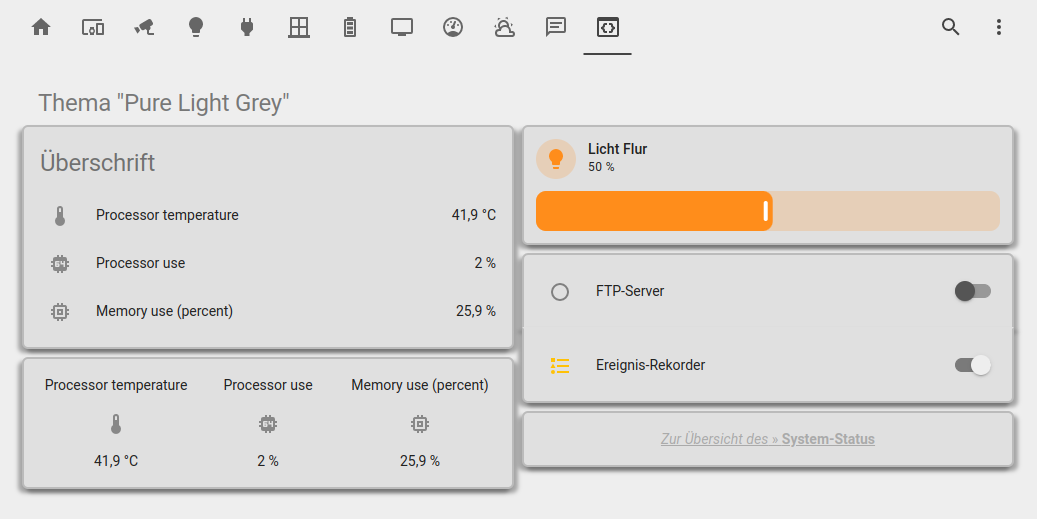 Thema "Pure Light Grey"
Überschrift
Processor temperature 41,9 °C
Processor use 2 %
Memory use (percent) 25,9 %
Processor temperature Processor use Memory use (percent)
41,9 °C 2 % 25,9 %
Licht Flur
50 %
FTP-Server
Ereignis-Rekorder
Zur Übersicht des » System-Status